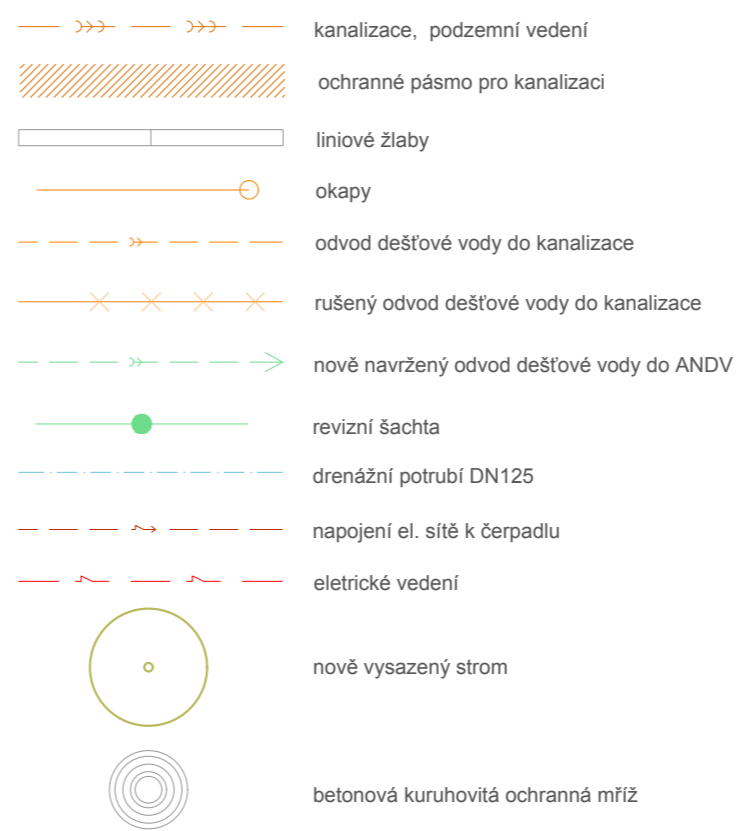 kanalizace, podzemní vedení
ochranné pásmo pro kanalizaci
liniové žlaby
okapy
odvod dešťové vody do kanalizace
rušený odvod dešťové vody do kanalizace
nově navržený odvod dešťové vody do ANDV
revizní šachta
drenážní potrubí DN125
napojení el. sítě k čerpadlu
eletrické vedení
nově vysazený strom
betonová kuruhovitá ochranná mříž